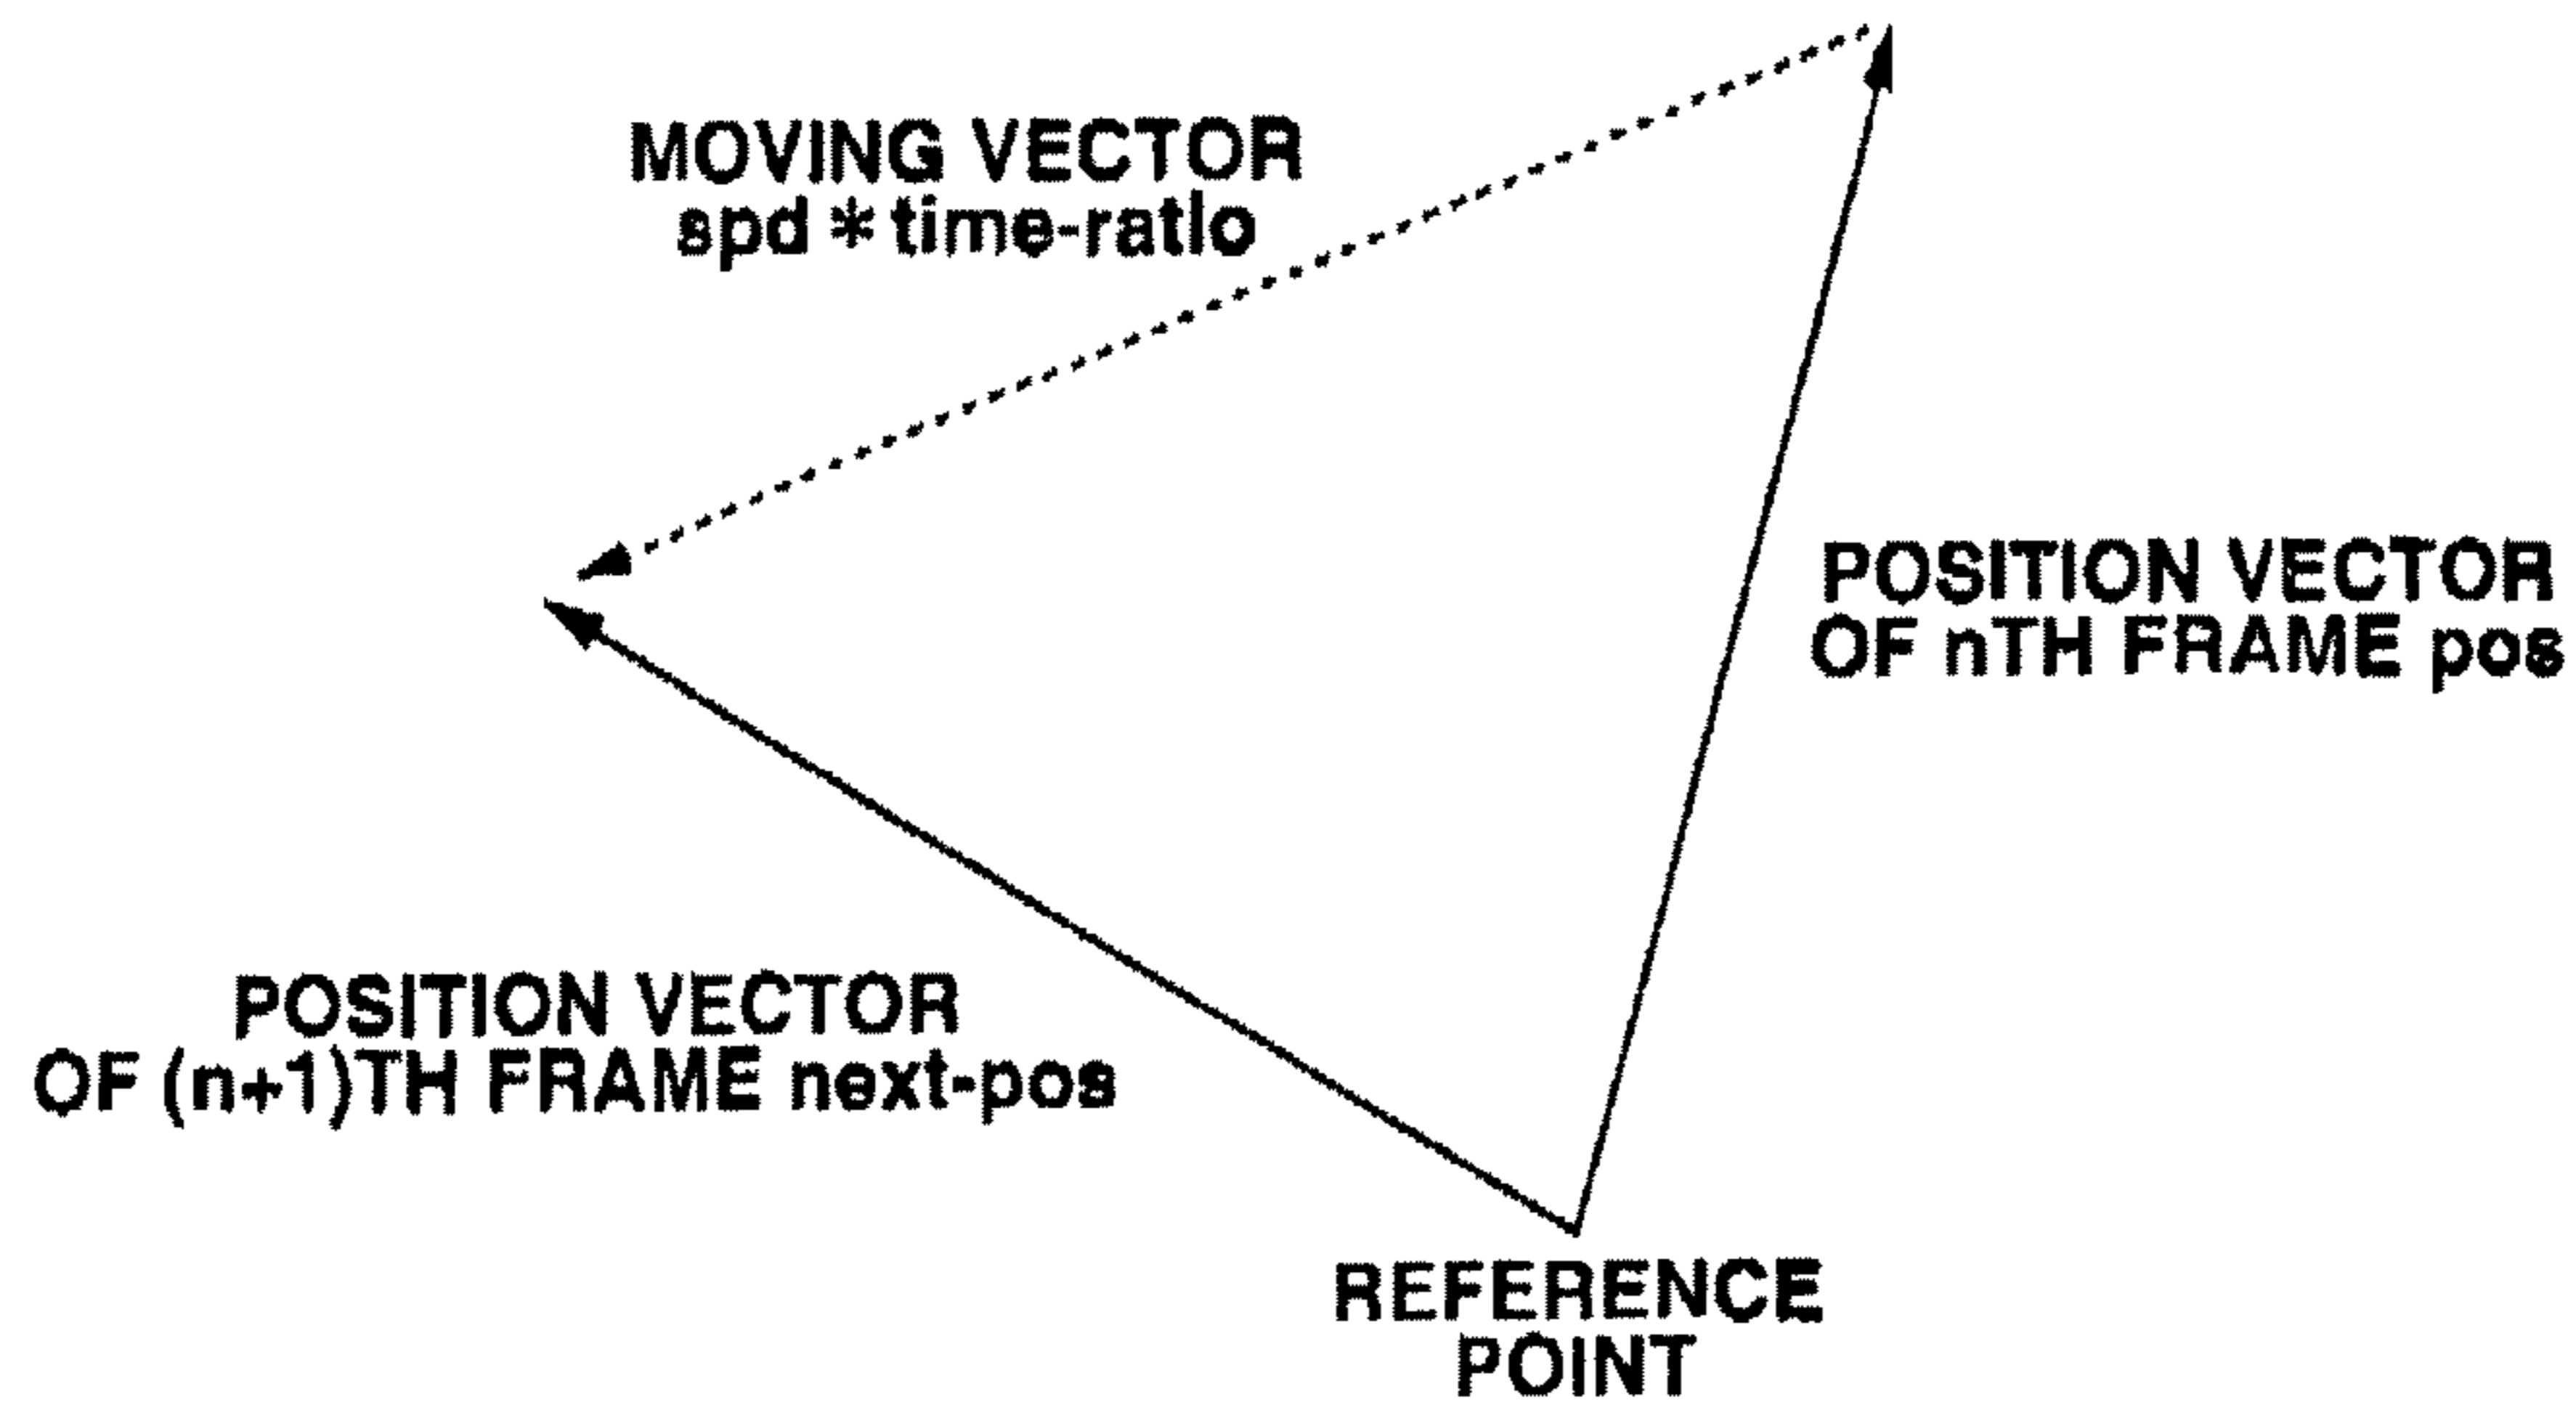 MOVING VECTOR
spd * time-ratio
POSITION VECTOR
OF nTH FRAME pos
POSITION VECTOR
OF (n+1)TH FRAME next-pos
REFERENCE
POINT